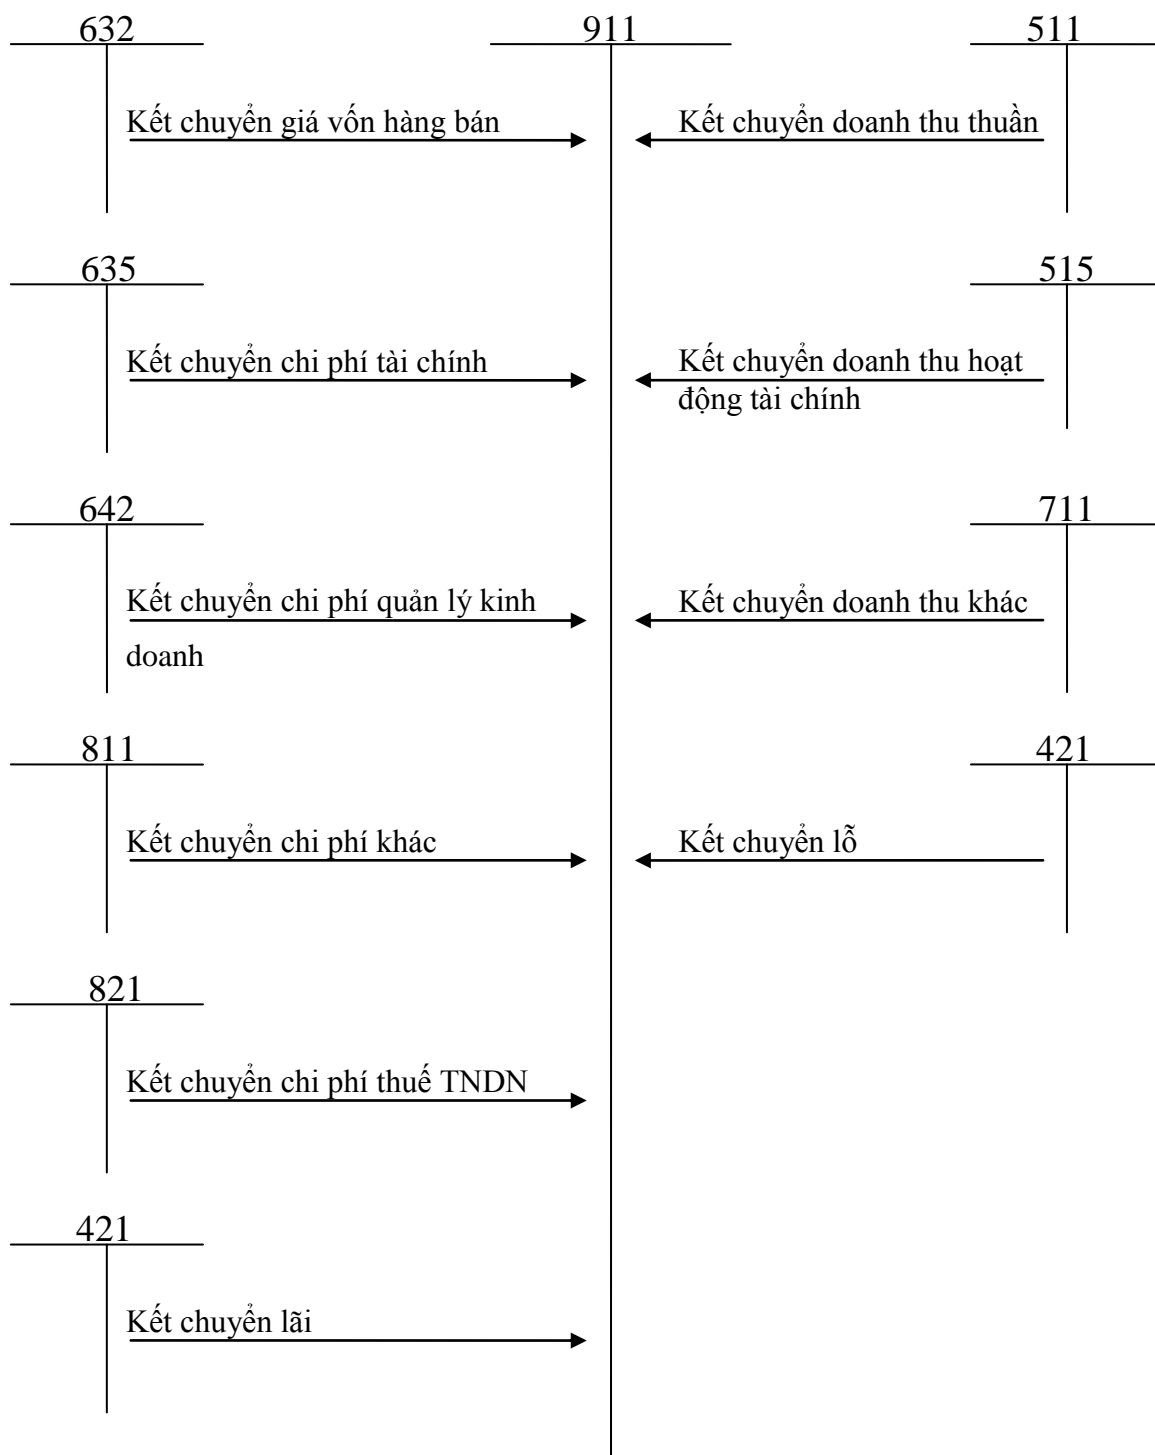 632 911 511
Kết chuyển giá vốn hàng bán Kết chuyển doanh thu thuần
635 515
Kết chuyển chi phí tài chính Kết chuyển doanh thu hoạt
động tài chính
642 711
Kết chuyển chi phí quản lý kinh Kết chuyển doanh thu khác
doanh
811 421
Kết chuyển chi phí khác Kết chuyển lỗ
821
Kết chuyển chi phí thuế TNDN
421
Kết chuyển lãi